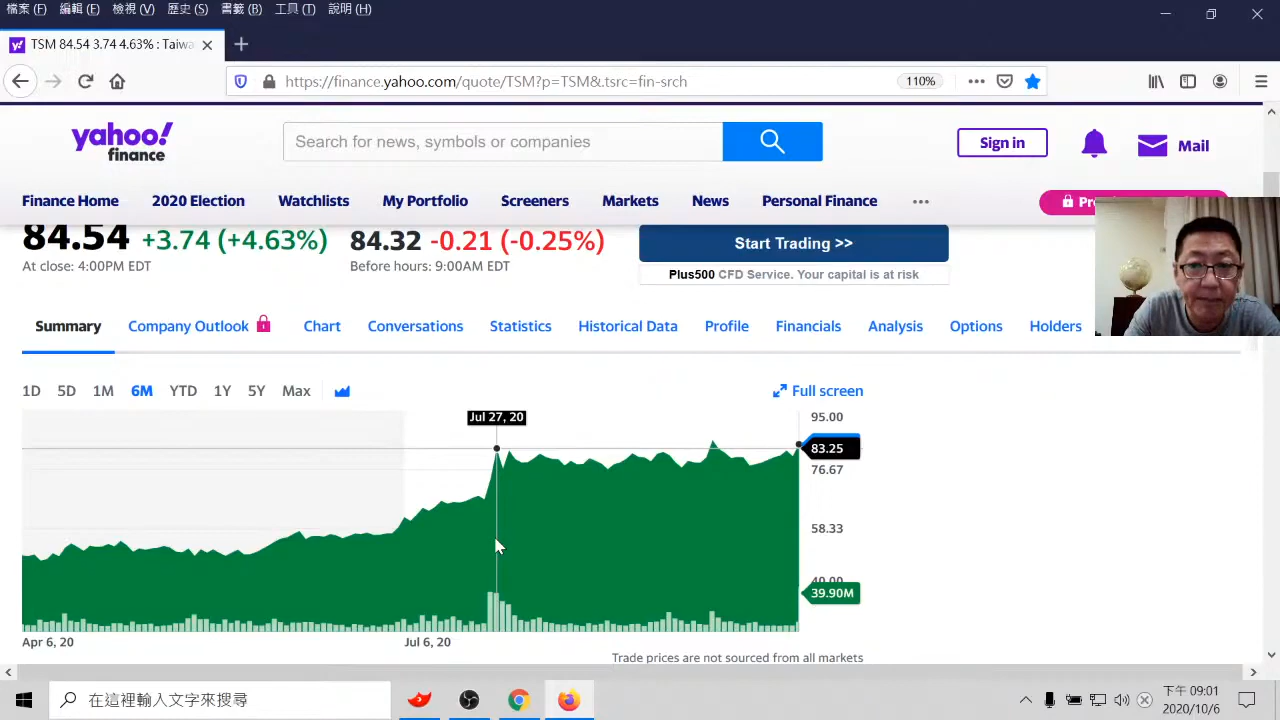 檔案(F) 編輯(E) 檢視(V) 歷史(S) 書籤(B) 工具(T) 說明(H)
TSM 84.54 3.74 4.63% : Taiwa
https://finance.yahoo.com/quote/TSM?p=TSM&.tsrc=fin-srch 110%
yahoo! finance
Search for news, symbols or companies
Sign in
Mail
Finance Home 2020 Election Watchlists My Portfolio Screeners Markets News Personal Finance
84.54 +3.74 (+4.63%) 84.32 -0.21 (-0.25%)
At close: 4:00PM EDT Before hours: 9:00AM EDT
Start Trading >>
Plus500 CFD Service. Your capital is at risk
Summary Company Outlook Chart Conversations Statistics Historical Data Profile Financials Analysis Options Holders
1D 5D 1M 6M YTD 1Y 5Y Max Full screen
Jul 27, 20
95.00
83.25
76.67
58.33
40.00
39.90M
Apr 6, 20 Jul 6, 20
Trade prices are not sourced from all markets
在這裡輸入文字來搜尋
下午 09:01
2020/10/6